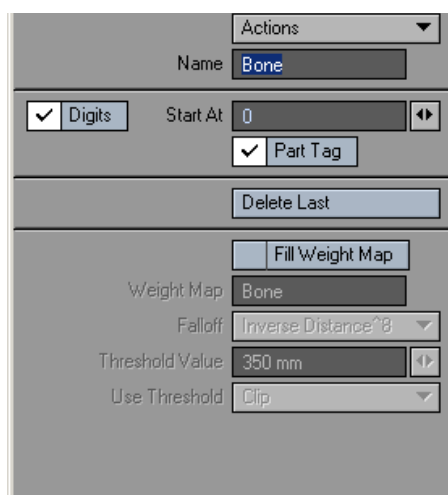 Actions
Name Bone
Digits Start At 0
Part Tag
Delete Last
Fill Weight Map
Weight Map Bone
Falloff Inverse Distance^8
Threshold Value 350 mm
Use Threshold Clip